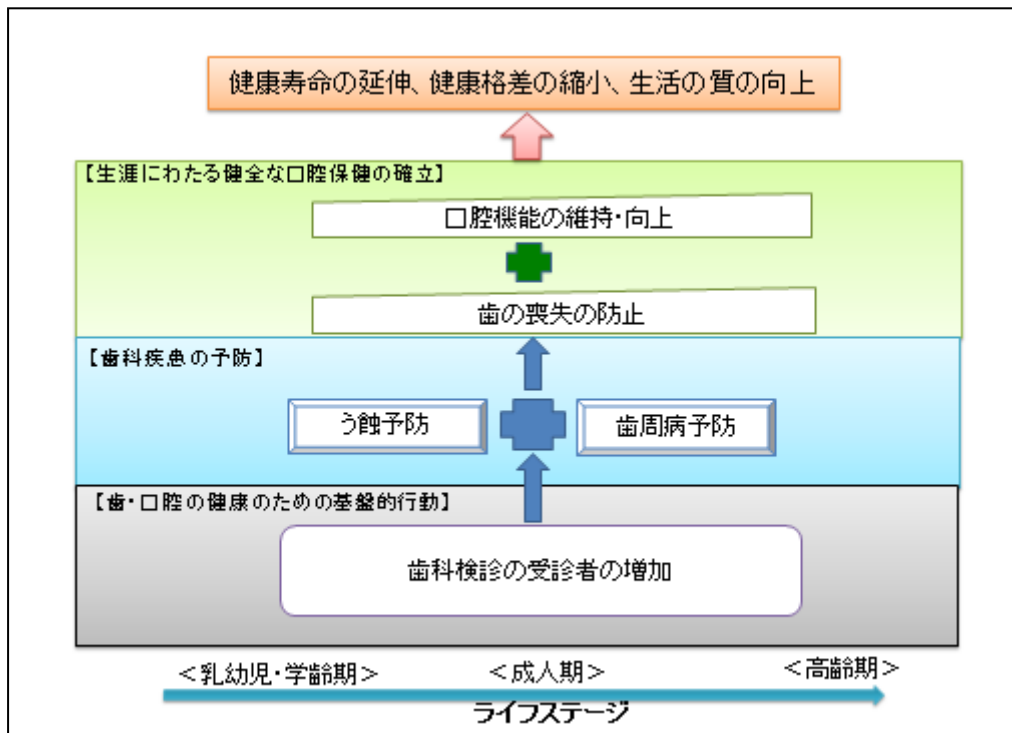 健康寿命の延伸、健康格差の縮小、生活の質の向上
【生涯にわたる健全な口腔保健の確立】
口腔機能の維持・向上
歯の喪失の防止
【歯科疾患の予防】
う蝕予防
歯周病予防
【歯・口腔の健康のための基盤的行動】
歯科検診の受診者の増加
＜乳幼児・学齢期＞
＜成人期＞
＜高齢期＞
ライフステージ